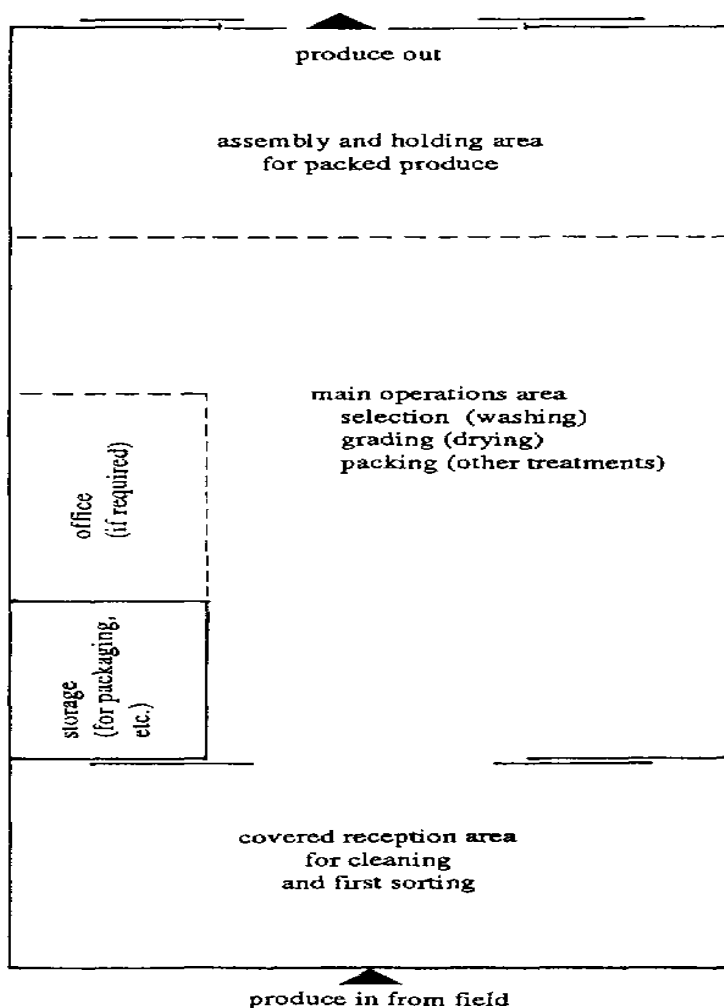 produce out
assembly and holding area
for packed produce
main operations area
selection (washing)
grading (drying)
packing (other treatments)
office
(if required)
storage
(for packaging,
etc.)
covered reception area
for cleaning
and first sorting
produce in from field